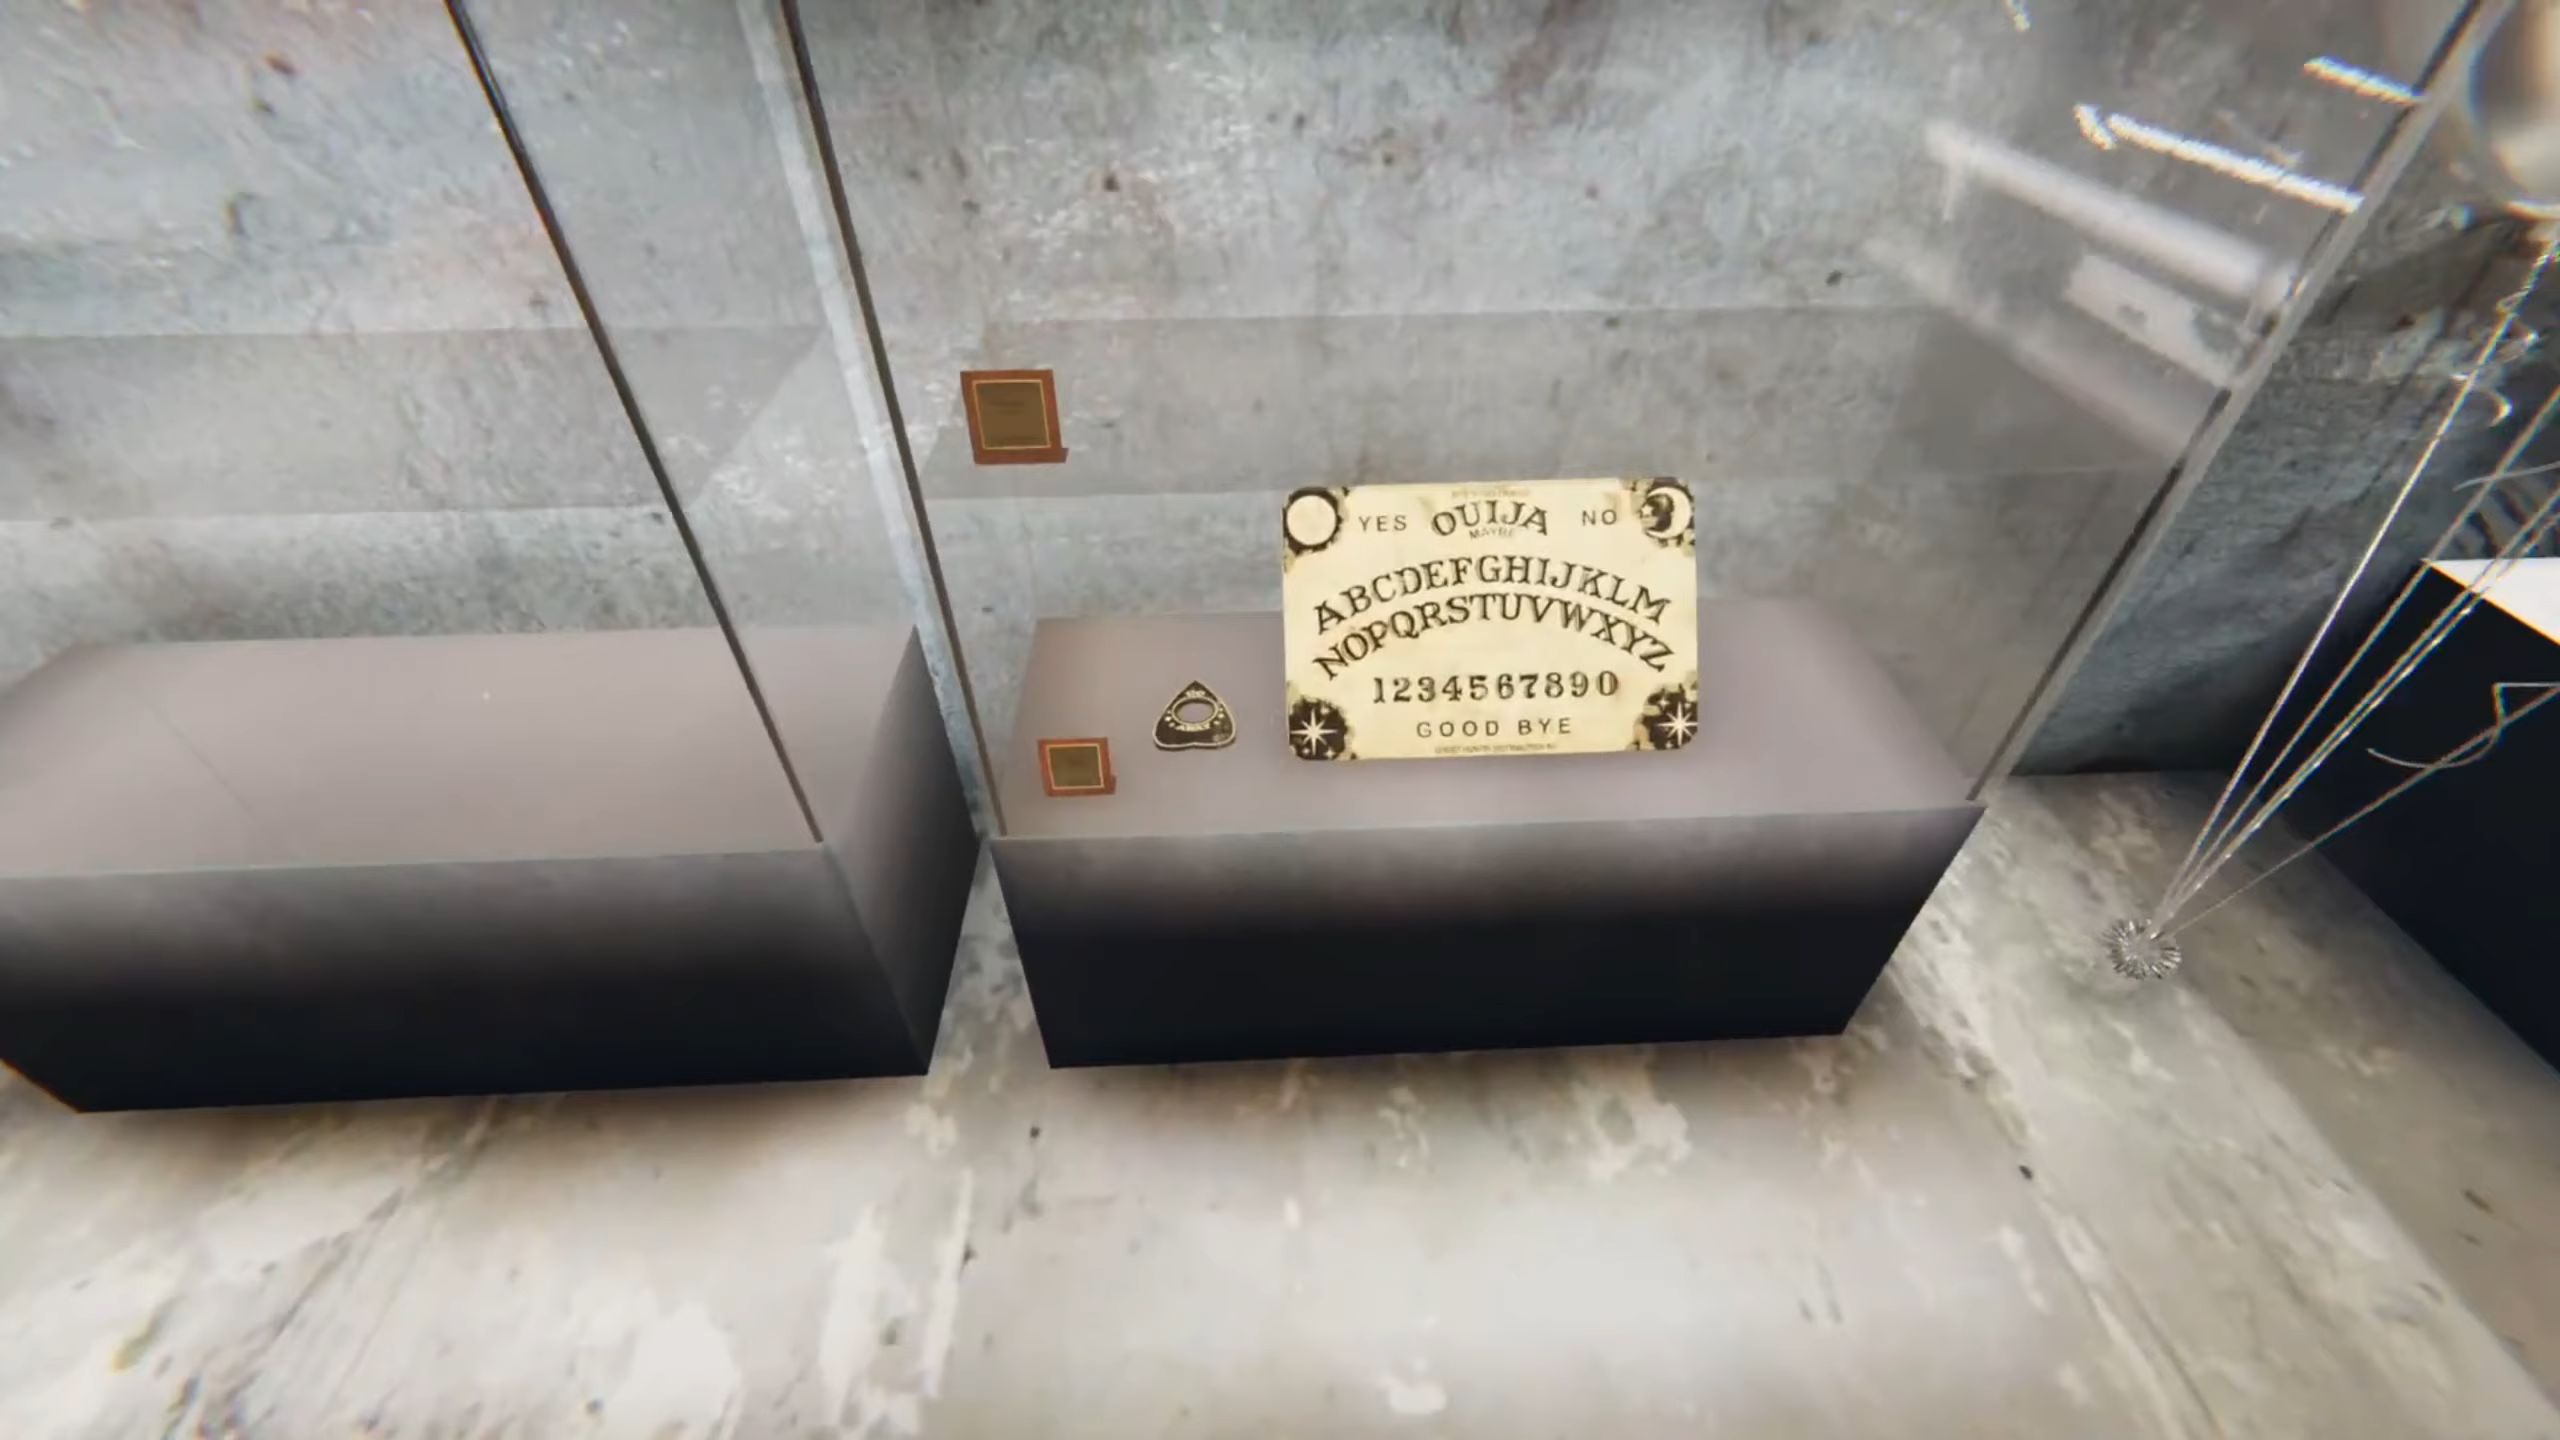 YES OUIJA NO
MAYBE
ABCDEFGHIJKLM
NOPQRSTUVWXYZ
1234567890
GOOD BYE